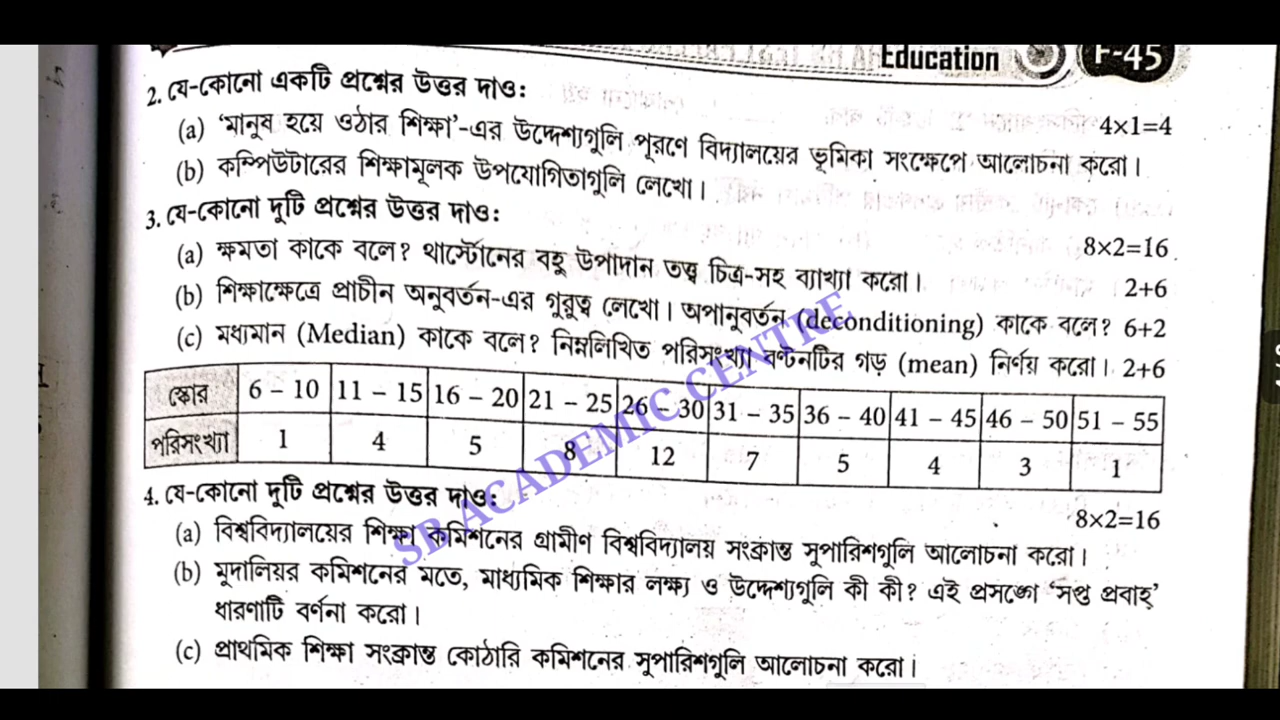 Education F-45
2. যে-কোনো একটি প্রশ্নের উত্তর দাও: 4×1=4
(a) 'মানুষ হয়ে ওঠার শিক্ষা'-এর উদ্দেশ্যগুলি পূরণে বিদ্যালয়ের ভূমিকা সংক্ষেপে আলোচনা করো।
(b) কম্পিউটারের শিক্ষামূলক উপযোগিতাগুলি লেখো।
3. যে-কোনো দুটি প্রশ্নের উত্তর দাও: 8×2=16
(a) ক্ষমতা কাকে বলে? থার্স্টোনের বহু উপাদান তত্ত্ব চিত্র-সহ ব্যাখ্যা করো। 2+6
(b) শিক্ষাক্ষেত্রে প্রাচীন অনুবর্তন-এর গুরুত্ব লেখো। অপানুবর্তন (deconditioning) কাকে বলে? 6+2
(c) মধ্যমান (Median) কাকে বলে? নিম্নলিখিত পরিসংখ্যা বণ্টনটির গড় (mean) নির্ণয় করো। 2+6
স্কোর 6 – 10 11 – 15 16 – 20 21 – 25 26 – 30 31 – 35 36 – 40 41 – 45 46 – 50 51 – 55
পরিসংখ্যা 1 4 5 8 12 7 5 4 3 1
4. যে-কোনো দুটি প্রশ্নের উত্তর দাও: 8×2=16
(a) বিশ্ববিদ্যালয়ের শিক্ষা কমিশনের গ্রামীণ বিশ্ববিদ্যালয় সংক্রান্ত সুপারিশগুলি আলোচনা করো।
(b) মুদালিয়র কমিশনের মতে, মাধ্যমিক শিক্ষার লক্ষ্য ও উদ্দেশ্যগুলি কী কী? এই প্রসঙ্গে 'সপ্ত প্রবাহ'
ধারণাটি বর্ণনা করো।
(c) প্রাথমিক শিক্ষা সংক্রান্ত কোঠারি কমিশনের সুপারিশগুলি আলোচনা করো।
SB ACADEMIC CENTRE